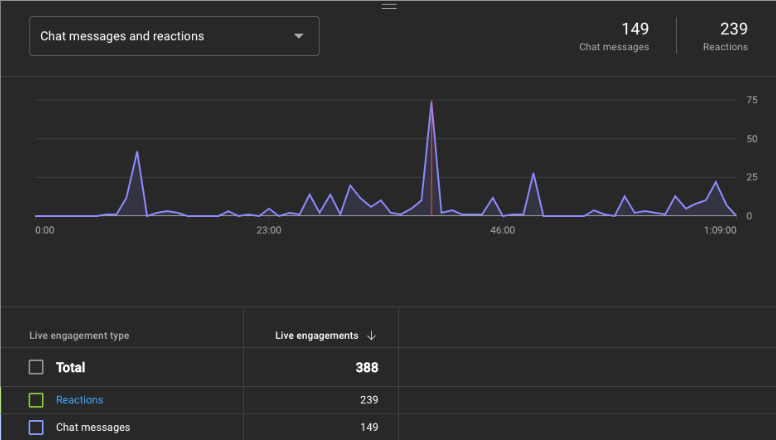 Chat messages and reactions
149
Chat messages
239
Reactions
75
50
25
0
0:00 23:00 46:00 1:09:00
Live engagement type Live engagements ↓
Total 388
Reactions 239
Chat messages 149